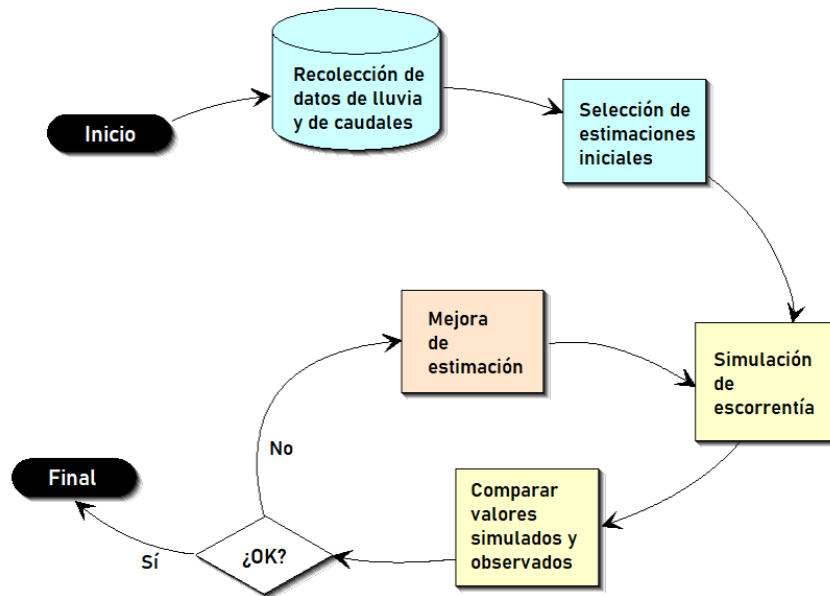 Inicio
Recolección de
datos de lluvia
y de caudales
Selección de
estimaciones
iniciales
Simulación
de
escorrentía
Comparar
valores
simulados y
observados
¿OK?
No
Mejora
de
estimación
Sí
Final